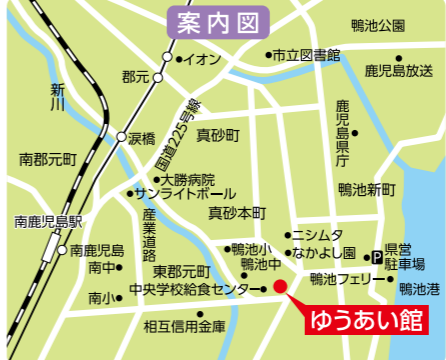 案内図
鴨池公園
イオン
市立図書館
鹿児島放送
郡元
新川
国道225号線
涙橋
真砂町
鹿児島県庁
南郡元町
大勝病院
サンライトボール
鴨池新町
真砂本町
南鹿児島駅
産業道路
南鹿児島
ニシムタ
鴨池小
なかよし園
P
県営
駐車場
南中
東郡元町
鴨池中
鴨池フェリー
鴨池港
中央学校給食センター
南小
相互信用金庫
ゆうあい館